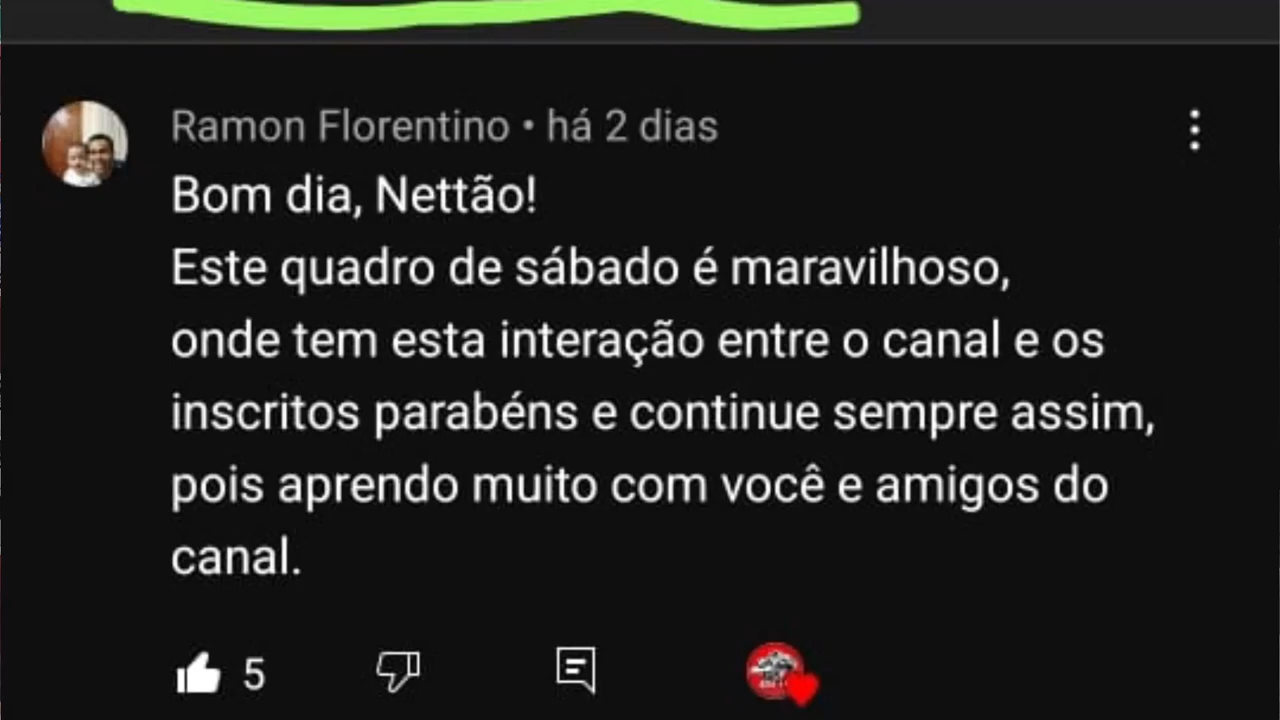 Ramon Florentino • há 2 dias
Bom dia, Nettão!
Este quadro de sábado é maravilhoso,
onde tem esta interação entre o canal e os
inscritos parabéns e continue sempre assim,
pois aprendo muito com você e amigos do
canal.
5